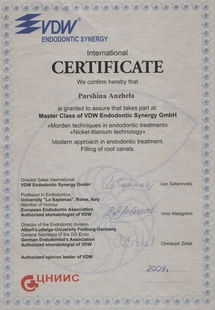 VDW
ENDODONTIC SYNERGY
International
CERTIFICATE
We confirm hereby that
Parshina Anzhela
is granted to assure that takes part at:
Master Class of VDW Endodontic Synergy GmbH
«Morden techniques in endodontic treatment»
«Nickel-titanium technology»
Modern approach in endodontic treatment.
Filling of root canals.
Director Sales International
VDW Endodontic Synergy GmbH
Leo Satanovskij
Professor in Endodontics
University "La Sapienza", Rome, Italy
Member of Honour
European Endodontic Association
Authorised stomatologist of VDW
Vinio Malagnino
Director of the Endodontic division
Albert-Ludwigs-University Freiburg-Germany
General Secretary of the DG Endo
German Endodontists Association
Authorized stomatologist of VDW
Christoph Zirkel
Authorized opinion leader of VDW
2009.
ЦНИИС